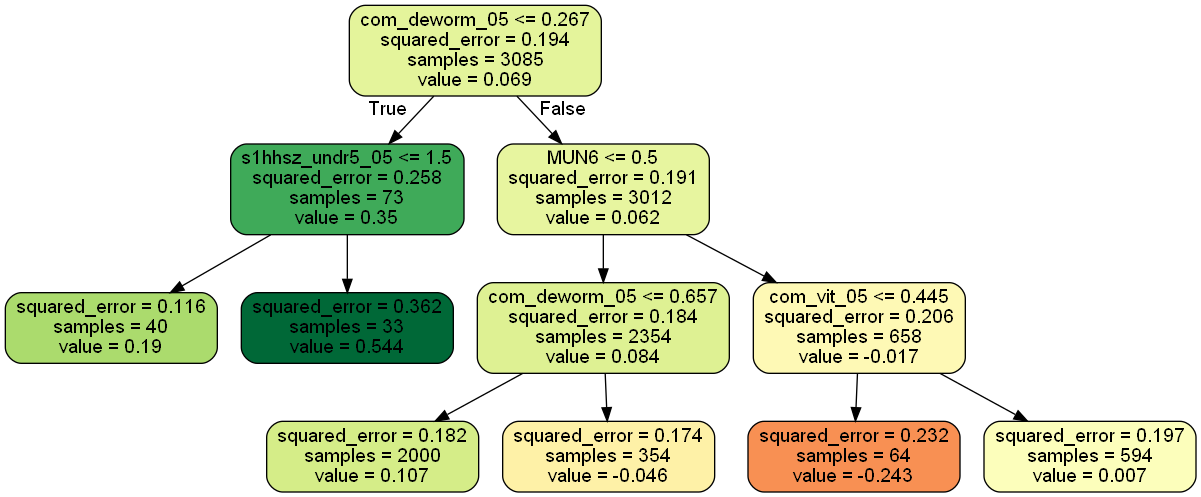 com_deworm_05 <= 0.267
squared_error = 0.194
samples = 3085
value = 0.069
True
False
s1hhsz_undr5_05 <= 1.5
squared_error = 0.258
samples = 73
value = 0.35
MUN6 <= 0.5
squared_error = 0.191
samples = 3012
value = 0.062
squared_error = 0.116
samples = 40
value = 0.19
squared_error = 0.362
samples = 33
value = 0.544
com_deworm_05 <= 0.657
squared_error = 0.184
samples = 2354
value = 0.084
com_vit_05 <= 0.445
squared_error = 0.206
samples = 658
value = -0.017
squared_error = 0.182
samples = 2000
value = 0.107
squared_error = 0.174
samples = 354
value = -0.046
squared_error = 0.232
samples = 64
value = -0.243
squared_error = 0.197
samples = 594
value = 0.007